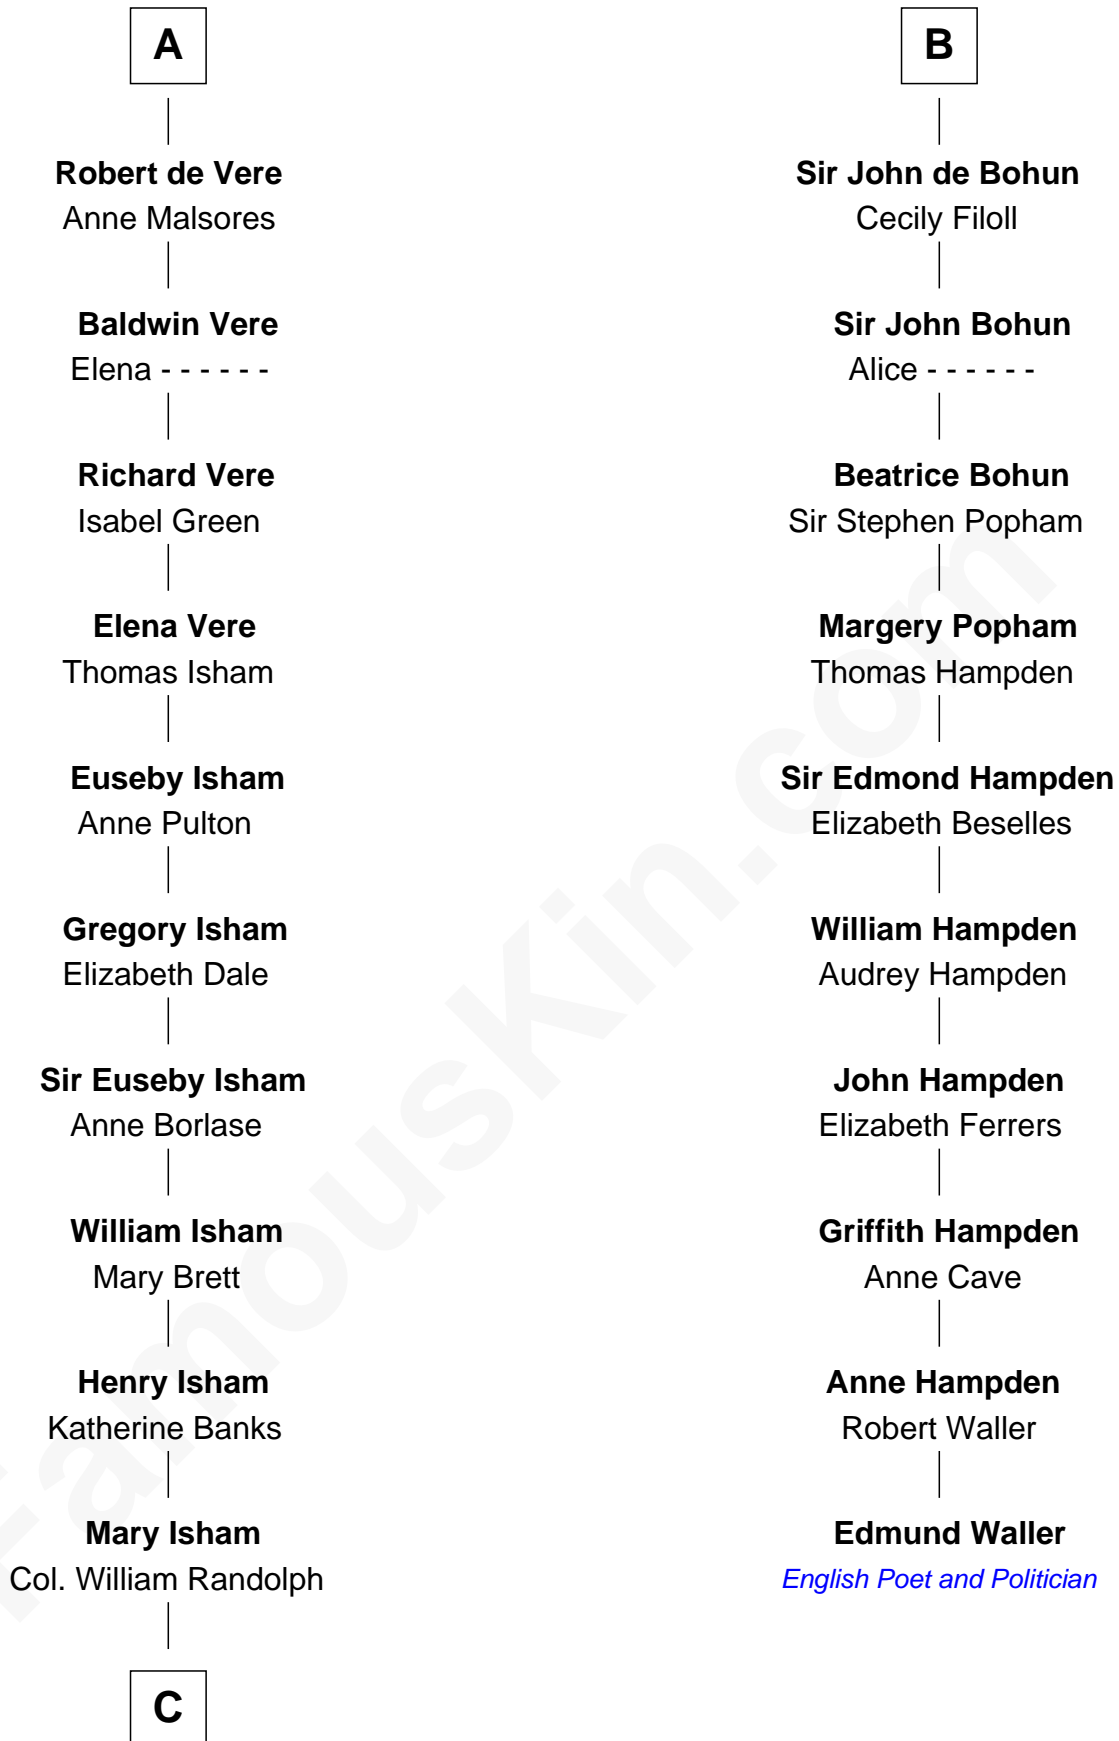 A
Robert de Vere
Anne Malsores
Baldwin Vere
Elena - - - - - -
Richard Vere
Isabel Green
Elena Vere
Thomas Isham
Euseby Isham
Anne Pulton
Gregory Isham
Elizabeth Dale
Sir Euseby Isham
Anne Borlase
William Isham
Mary Brett
Henry Isham
Katherine Banks
Mary Isham
Col. William Randolph
C
B
Sir John de Bohun
Cecily Filoll
Sir John Bohun
Alice - - - - - -
Beatrice Bohun
Sir Stephen Popham
Margery Popham
Thomas Hampden
Sir Edmond Hampden
Elizabeth Beselles
William Hampden
Audrey Hampden
John Hampden
Elizabeth Ferrers
Griffith Hampden
Anne Cave
Anne Hampden
Robert Waller
Edmund Waller
English Poet and Politician
FamousKin.com